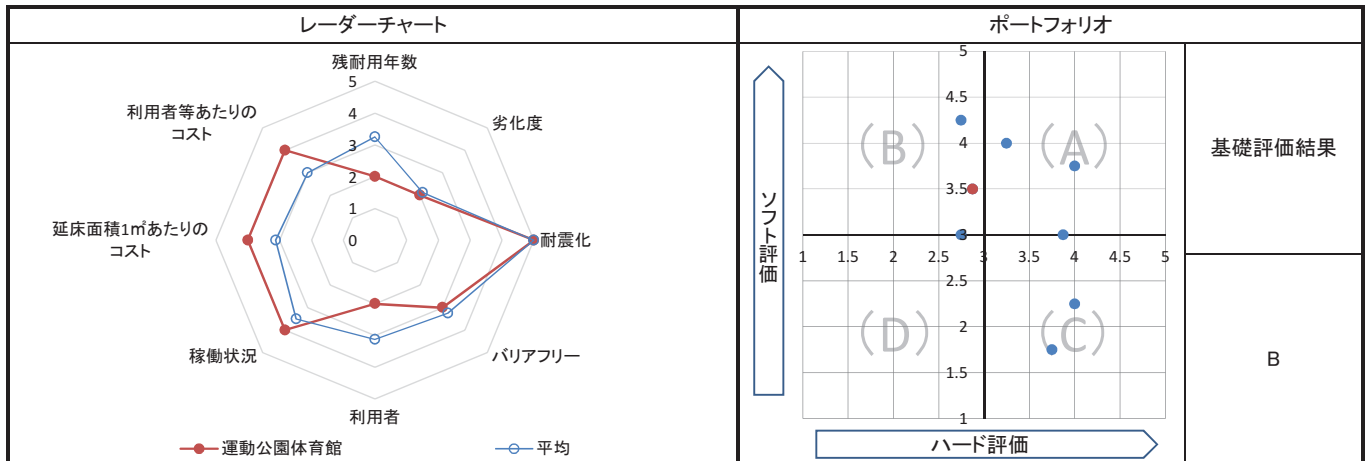 レーダーチャート
ポートフォリオ
残耐用年数
劣化度
耐震化
バリアフリー
利用者
稼働状況
延床面積1㎡あたりの
コスト
利用者等あたりの
コスト
5
4
3
2
1
0
運動公園体育館
平均
ソフト評価
5
4.5
4
3.5
3
2.5
2
1.5
1
1
1.5
2
2.5
3
3.5
4
4.5
5
(B)
(A)
(D)
(C)
ハード評価
基礎評価結果
B